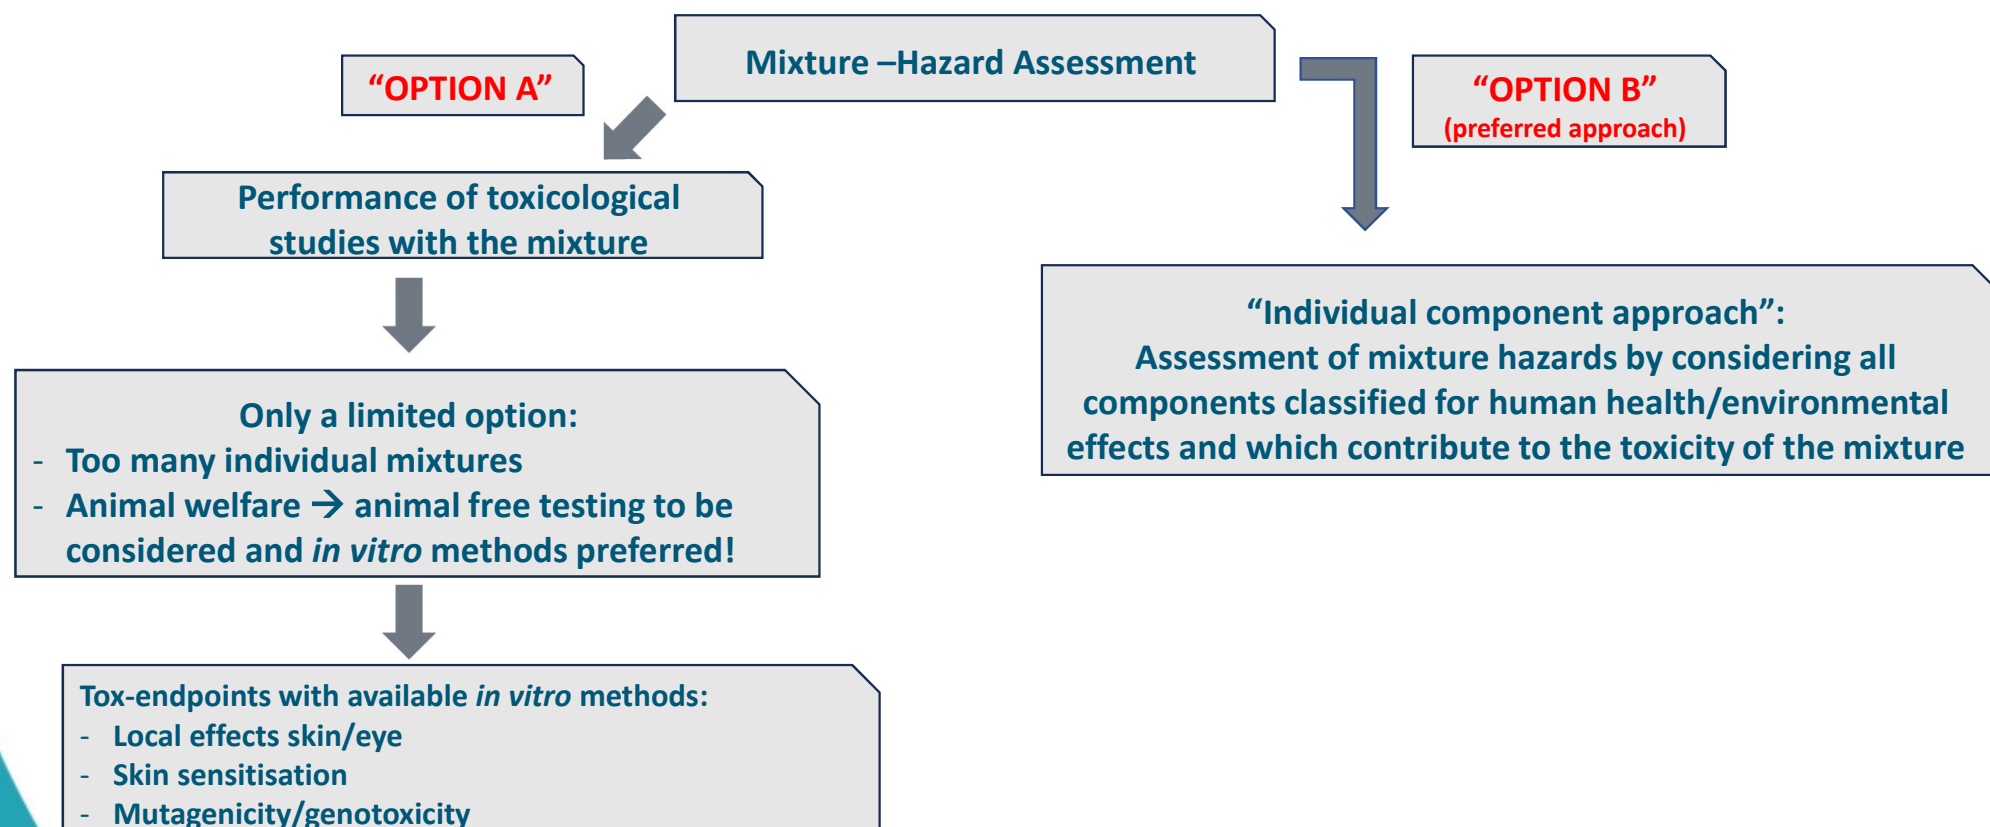 Mixture –Hazard Assessment
“OPTION A”
“OPTION B”
(preferred approach)
Performance of toxicological
studies with the mixture
Only a limited option:
- Too many individual mixtures
- Animal welfare → animal free testing to be
considered and in vitro methods preferred!
Tox-endpoints with available in vitro methods:
- Local effects skin/eye
- Skin sensitisation
- Mutagenicity/genotoxicity
“Individual component approach”:
Assessment of mixture hazards by considering all
components classified for human health/environmental
effects and which contribute to the toxicity of the mixture